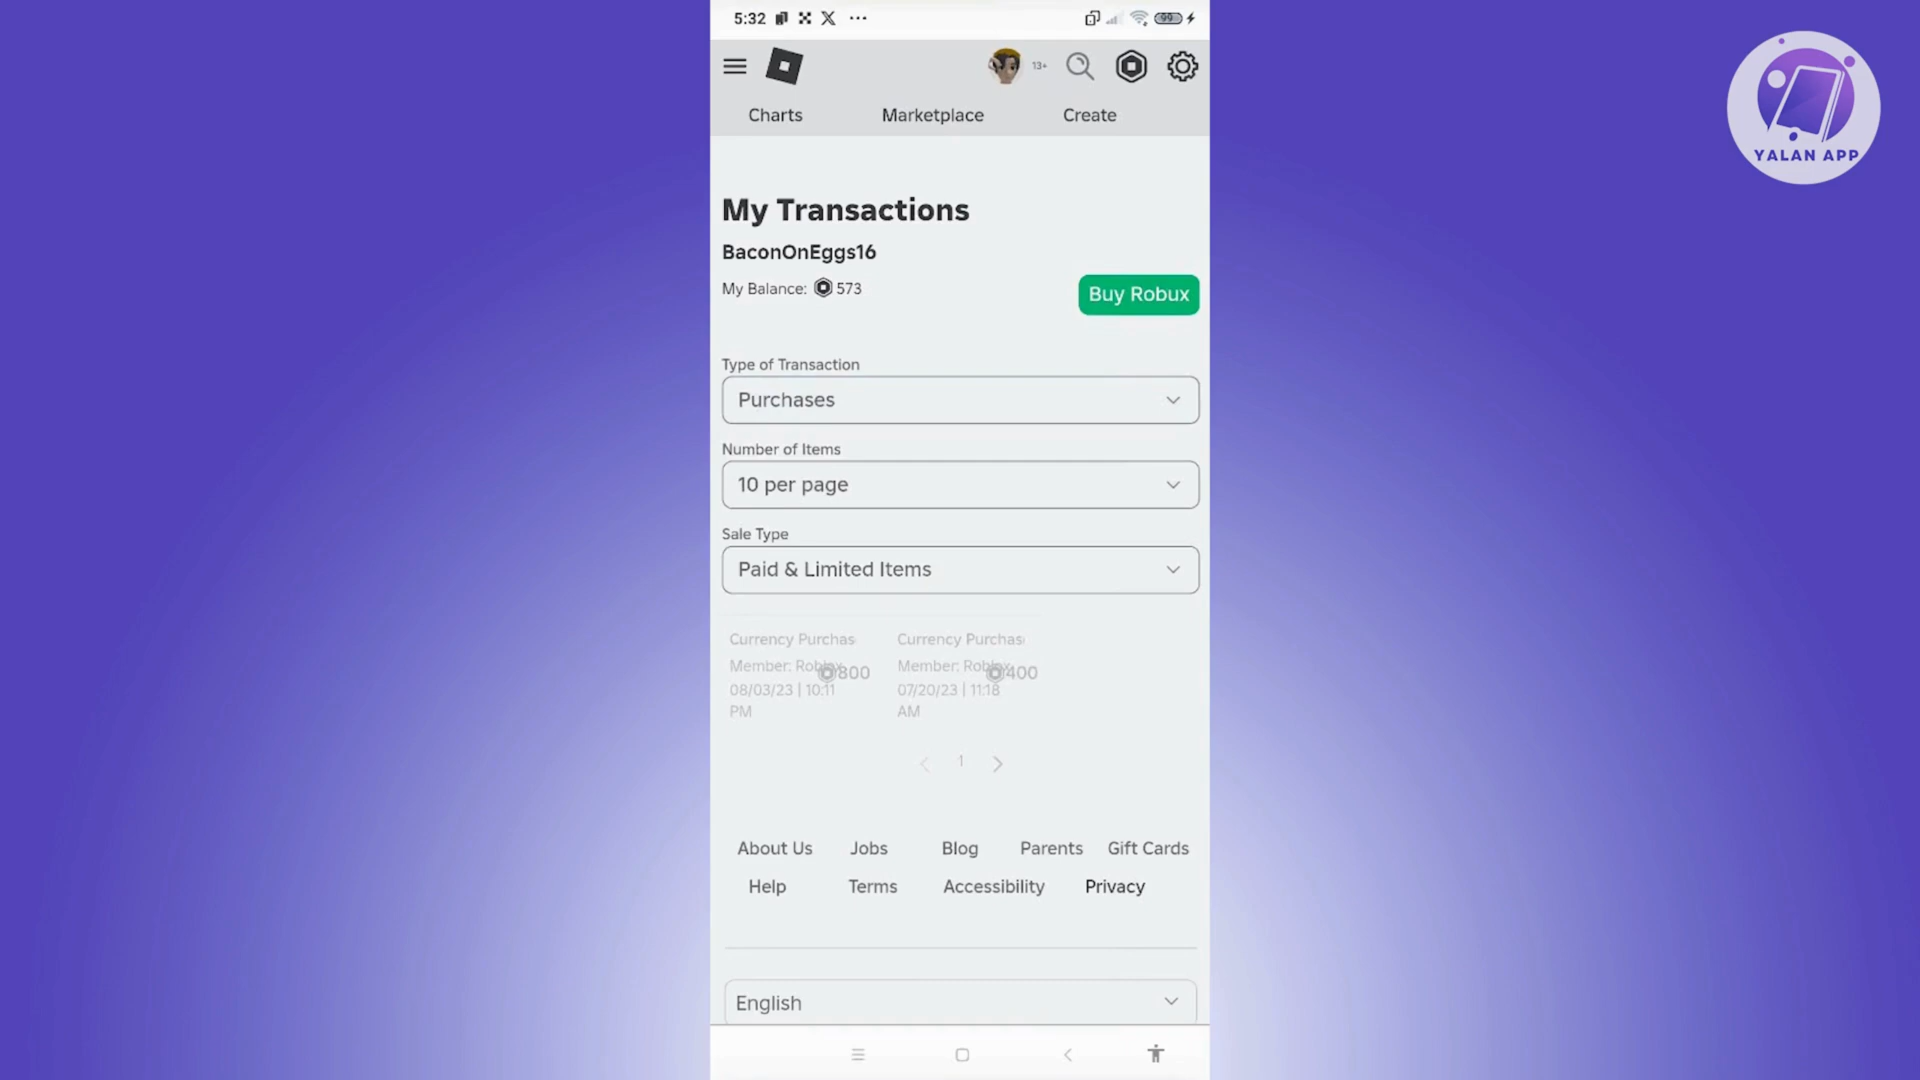 5:32
99
13+
Charts Marketplace Create
YALAN APP
My Transactions
BaconOnEggs16
My Balance: 573
Buy Robux
Type of Transaction
Purchases
Number of Items
10 per page
Sale Type
Paid & Limited Items
Currency Purchas Currency Purchas
Member: Roblox 800 Member: Roblox 400
08/03/23 | 10:11 07/20/23 | 11:18
PM AM
1
About Us Jobs Blog Parents Gift Cards
Help Terms Accessibility Privacy
English